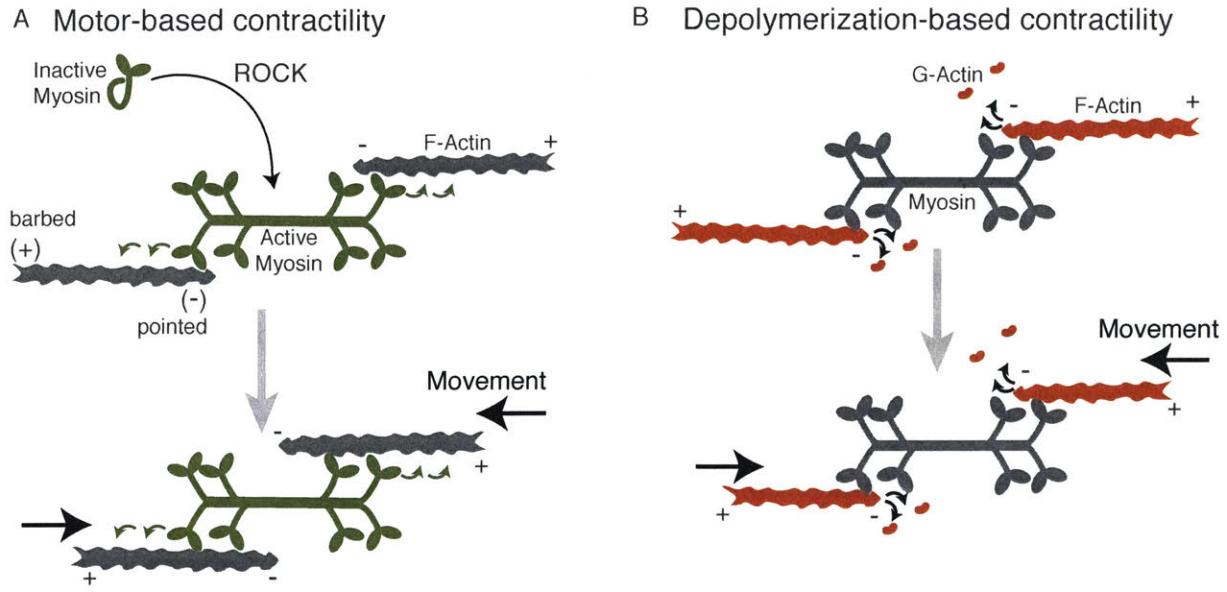 A Motor-based contractility
Inactive
Myosin
ROCK
-
F-Actin
+
barbed
(+)
Active
Myosin
(-)
pointed
Movement
-
+
+
-
B Depolymerization-based contractility
G-Actin
-
F-Actin
+
Myosin
+
-
Movement
-
+
+
-